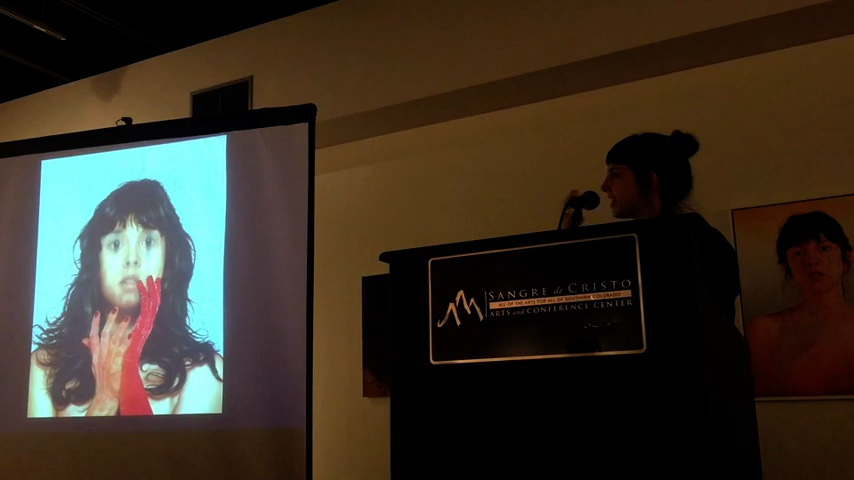 SANGRE de CRISTO
ALL OF THE ARTS FOR ALL OF SOUTHERN COLORADO
ARTS and CONFERENCE CENTER